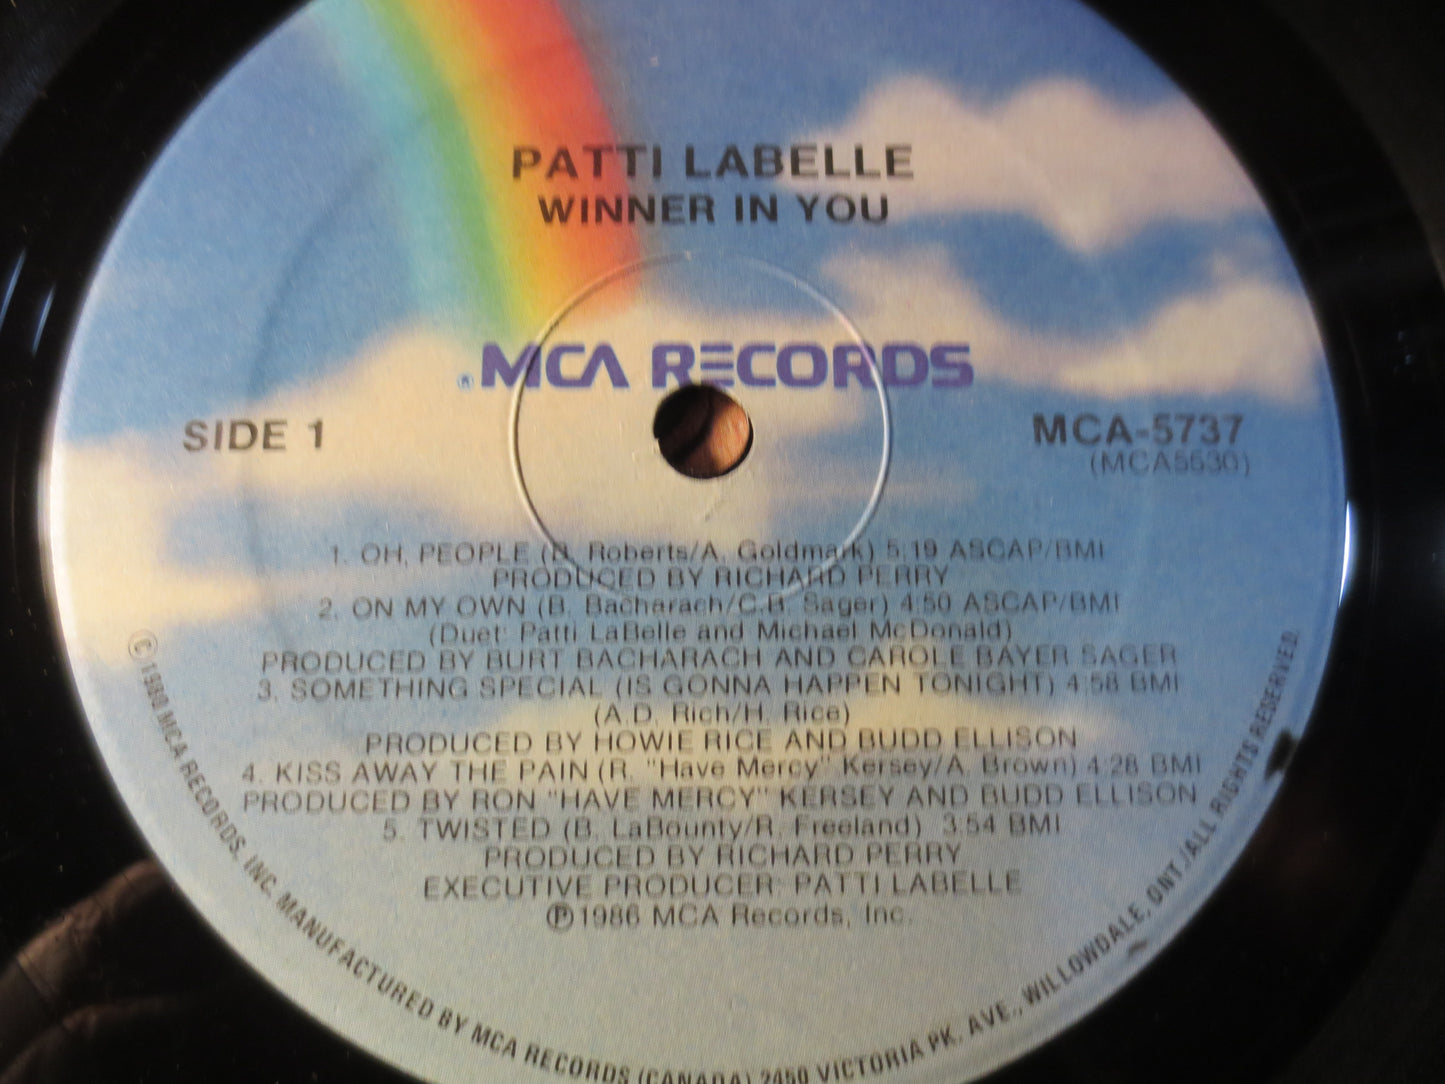 PATTI LABELLE
WINNER IN YOU
®.MCA RECORDS
SIDE 1
MCA-5737
(MCA5530)
1. OH, PEOPLE (B. Roberts/A. Goldmark) 5:19 ASCAP/BMI
PRODUCED BY RICHARD PERRY
2. ON MY OWN (B. Bacharach/C.B. Sager) 4:50 ASCAP/BMI
(Duet: Patti LaBelle and Michael McDonald)
PRODUCED BY BURT BACHARACH AND CAROLE BAYER SAGER
3. SOMETHING SPECIAL (IS GONNA HAPPEN TONIGHT) 4:58 BMI
(A.D. Rich/H. Rice)
PRODUCED BY HOWIE RICE AND BUDD ELLISON
4. KISS AWAY THE PAIN (R. "Have Mercy" Kersey/A. Brown) 4:28 BMI
PRODUCED BY RON "HAVE MERCY" KERSEY AND BUDD ELLISON
5. TWISTED (B. LaBounty/R. Freeland) 3:54 BMI
PRODUCED BY RICHARD PERRY
EXECUTIVE PRODUCER: PATTI LABELLE
℗1986 MCA Records, Inc.
© 1980 MCA RECORDS, INC. MANUFACTURED BY MCA RECORDS (CANADA) 2450 VICTORIA PK. AVE., WILLOWDALE, ONT./ALL RIGHTS RESERVED.